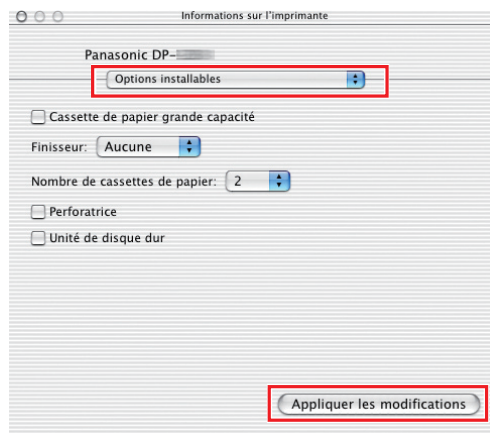 Informations sur l'imprimante
Panasonic DP-
Options installables
Cassette de papier grande capacité
Finisseur: Aucune
Nombre de cassettes de papier: 2
Perforatrice
Unité de disque dur
Appliquer les modifications